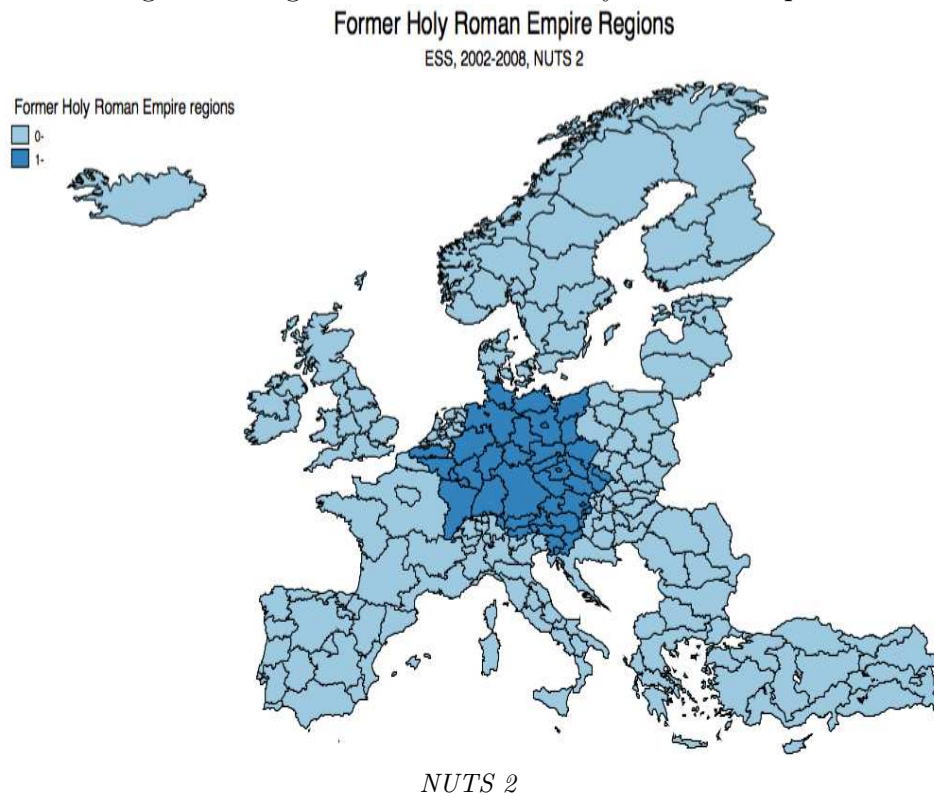 Former Holy Roman Empire Regions
ESS, 2002-2008, NUTS 2
Former Holy Roman Empire regions
0-
1-
NUTS 2